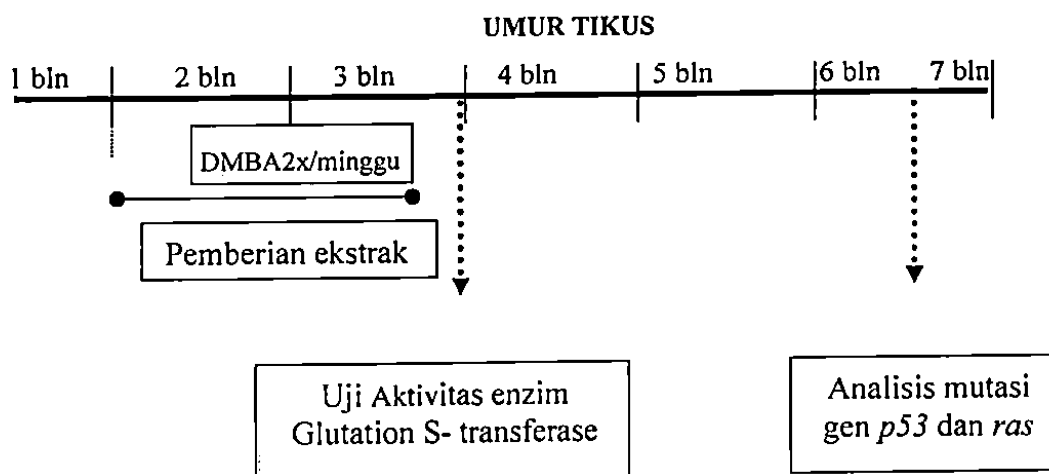 UMUR TIKUS
1 bln 2 bln 3 bln 4 bln 5 bln 6 bln 7 bln
DMBA2x/minggu
Pemberian ekstrak
Uji Aktivitas enzim
Glutation S- transferase
Analisis mutasi
gen p53 dan ras